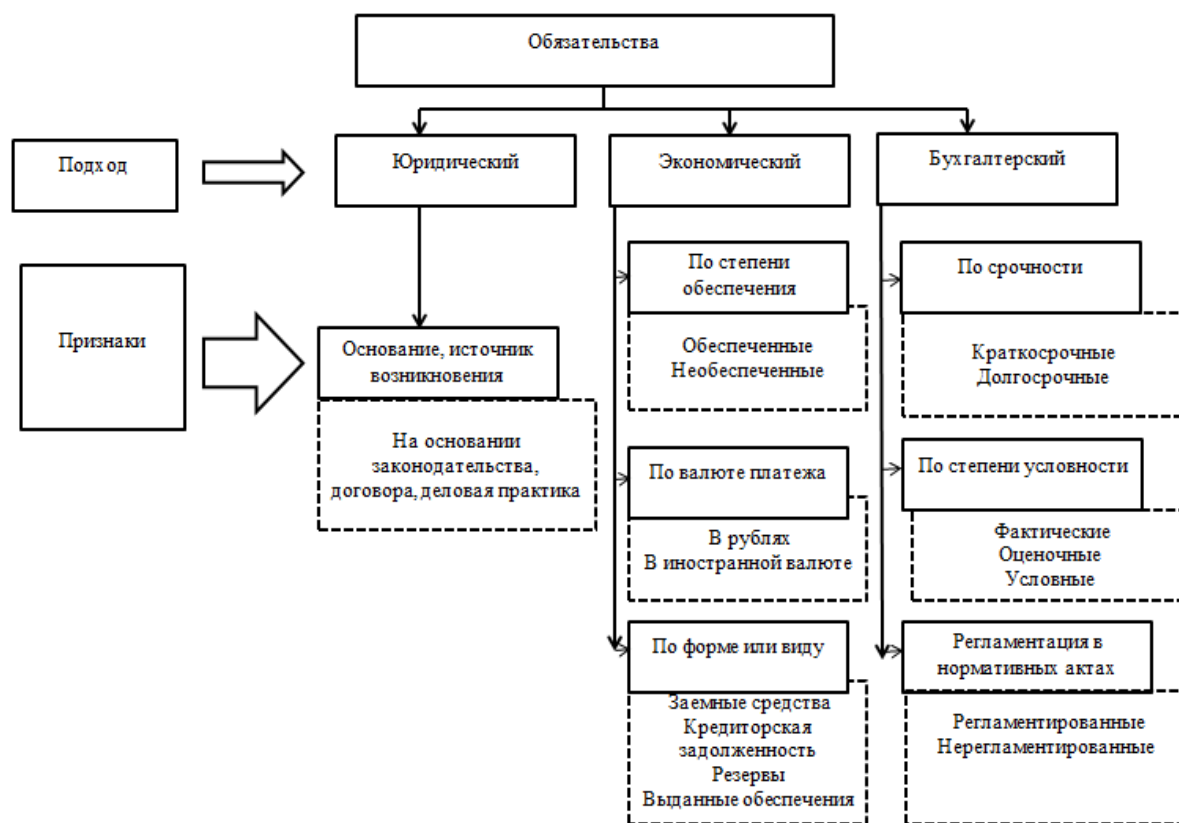 Обязательства
Подход
Юридический
Экономический
Бухгалтерский
Признаки
Основание, источник
возникновения
На основании
законодательства,
договора, деловая практика
По степени
обеспечения
Обеспеченные
Необеспеченные
По валюте платежа
В рублях
В иностранной валюте
По форме или виду
Заемные средства
Кредиторская
задолженность
Резервы
Выданные обеспечения
По срочности
Краткосрочные
Долгосрочные
По степени условности
Фактические
Оценочные
Условные
Регламентация в
нормативных актах
Регламентированные
Нерегламентированные